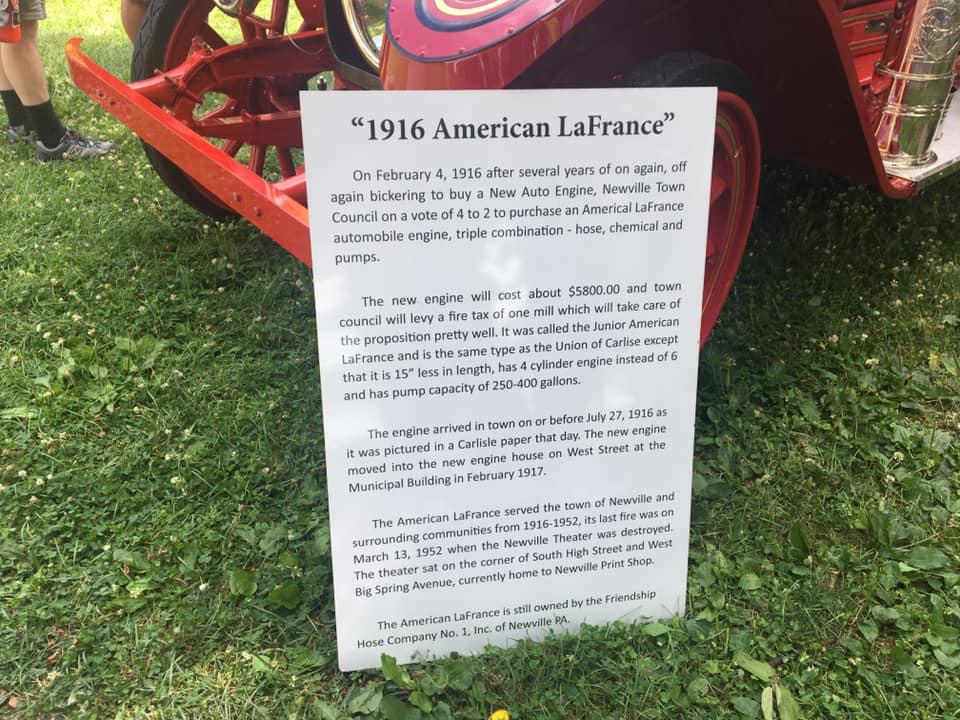 “1916 American LaFrance”
On February 4, 1916 after several years of on again, off
again bickering to buy a New Auto Engine, Newville Town
Council on a vote of 4 to 2 to purchase an Americal LaFrance
automobile engine, triple combination - hose, chemical and
pumps.
The new engine will cost about $5800.00 and town
council will levy a fire tax of one mill which will take care of
the proposition pretty well. It was called the Junior American
LaFrance and is the same type as the Union of Carlise except
that it is 15” less in length, has 4 cylinder engine instead of 6
and has pump capacity of 250-400 gallons.
The engine arrived in town on or before July 27, 1916 as
it was pictured in a Carlisle paper that day. The new engine
moved into the new engine house on West Street at the
Municipal Building in February 1917.
The American LaFrance served the town of Newville and
surrounding communities from 1916-1952, its last fire was on
March 13, 1952 when the Newville Theater was destroyed.
The theater sat on the corner of South High Street and West
Big Spring Avenue, currently home to Newville Print Shop.
The American LaFrance is still owned by the Friendship
Hose Company No. 1, Inc. of Newville PA.